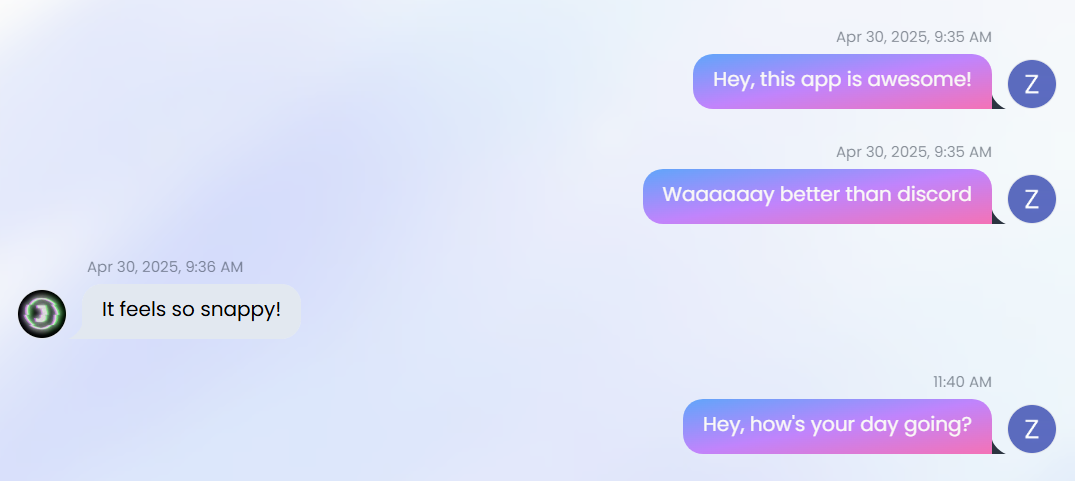 Apr 30, 2025, 9:35 AM
Hey, this app is awesome!
Z
Apr 30, 2025, 9:35 AM
Waaaaaay better than discord
Z
Apr 30, 2025, 9:36 AM
It feels so snappy!
11:40 AM
Hey, how's your day going?
Z